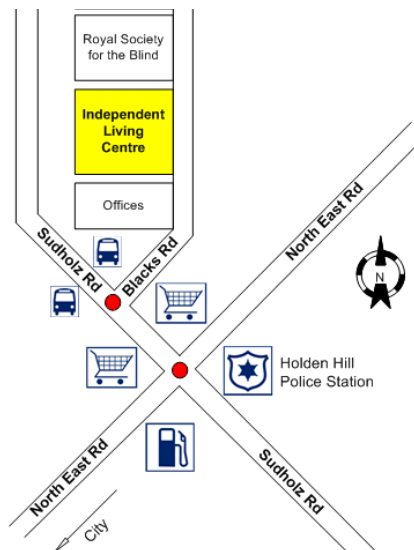 Royal Society
for the Blind
Independent
Living
Centre
Offices
Sudholz Rd
Blacks Rd
North East Rd
N
Holden Hill
Police Station
North East Rd
Sudholz Rd
City